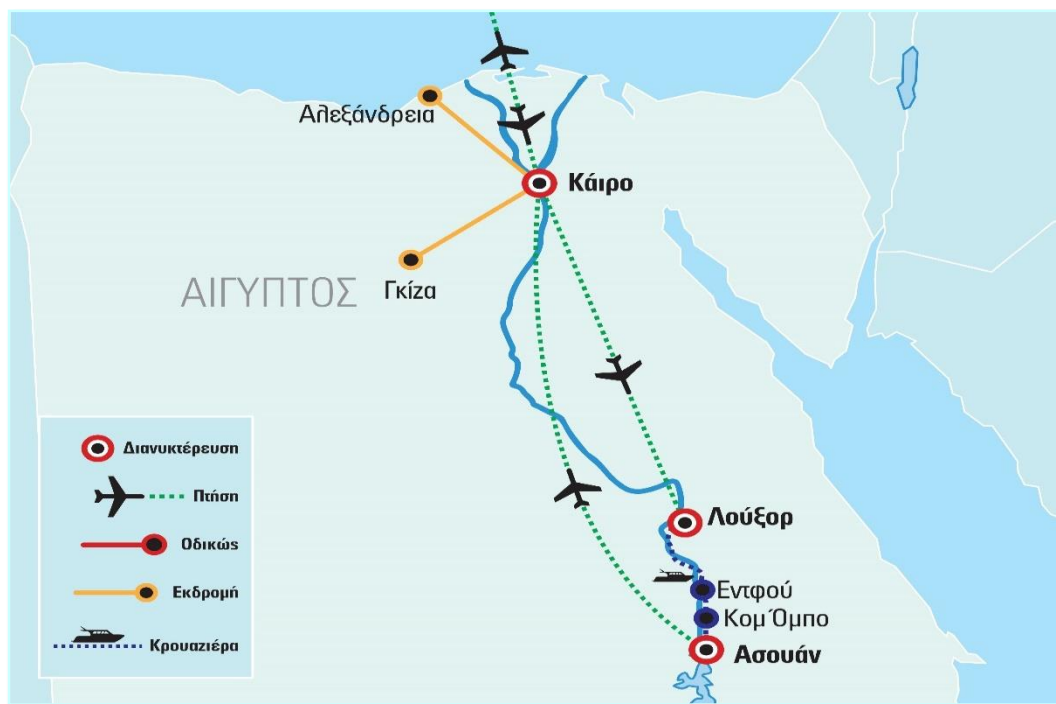 Αλεξάνδρεια
Κάιρο
ΑΙΓΥΠΤΟΣ
Γκίζα
Διανυκτέρευση
Πτήση
Οδικώς
Εκδρομή
Κρουαζιέρα
Λούξορ
Εντφού
Κομ Όμπο
Ασουάν